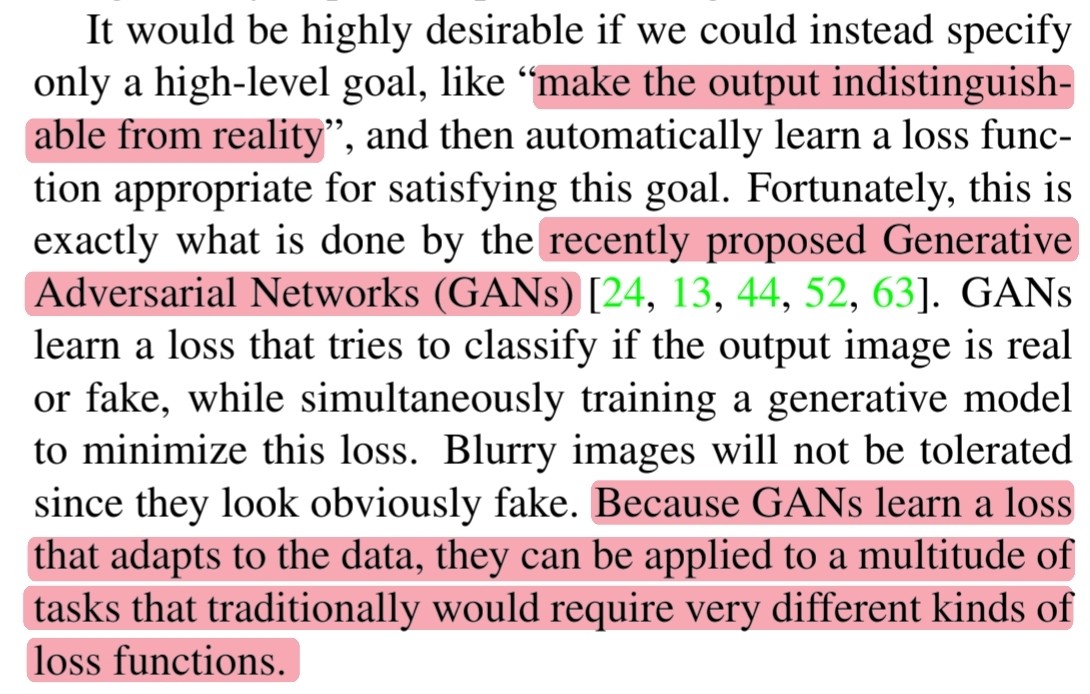 It would be highly desirable if we could instead specify
only a high-level goal, like “make the output indistinguish-
able from reality”, and then automatically learn a loss func-
tion appropriate for satisfying this goal. Fortunately, this is
exactly what is done by the recently proposed Generative
Adversarial Networks (GANs) [24, 13, 44, 52, 63]. GANs
learn a loss that tries to classify if the output image is real
or fake, while simultaneously training a generative model
to minimize this loss. Blurry images will not be tolerated
since they look obviously fake. Because GANs learn a loss
that adapts to the data, they can be applied to a multitude of
tasks that traditionally would require very different kinds of
loss functions.